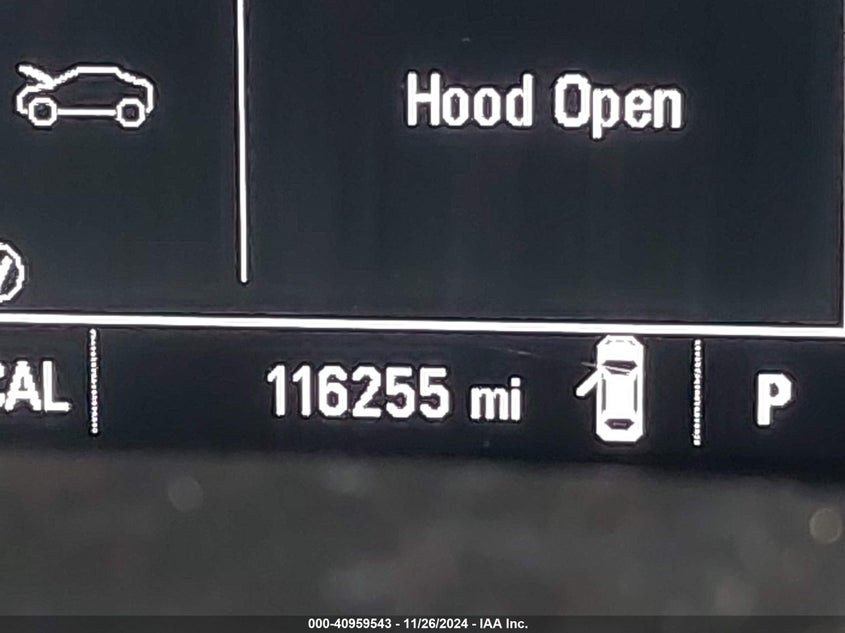 Hood Open
CAL 116255 mi P
000-40959543 - 11/26/2024 - IAA Inc.